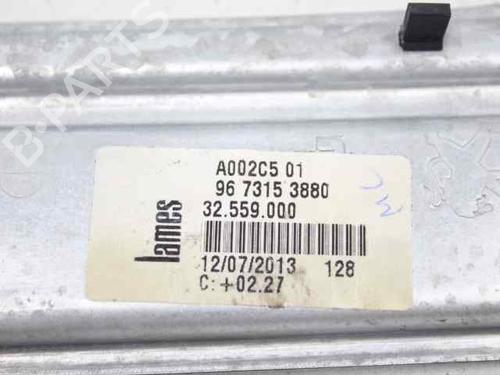 B-PARTS
A002C5 01
96 7315 3880
32.559.000
lames
12/07/2013 128
C:+02.27